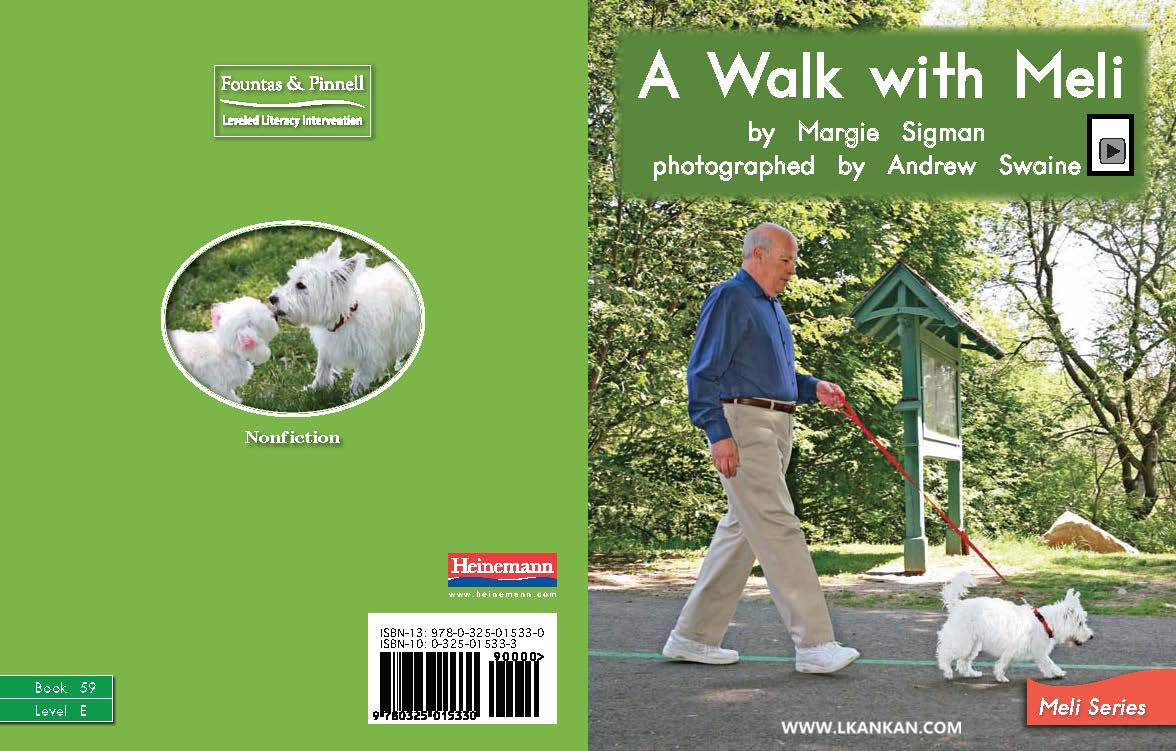 Fountas & Pinnell
Leveled Literacy Intervention
Nonfiction
Heinemann
www.heinemann.com
ISBN-13: 978-0-325-01533-0
ISBN-10: 0-325-01533-3
90000>
9 780325 015330
Book 59
Level E
A Walk with Meli
by Margie Sigman
photographed by Andrew Swaine
Meli Series
WWW.LKANKAN.COM